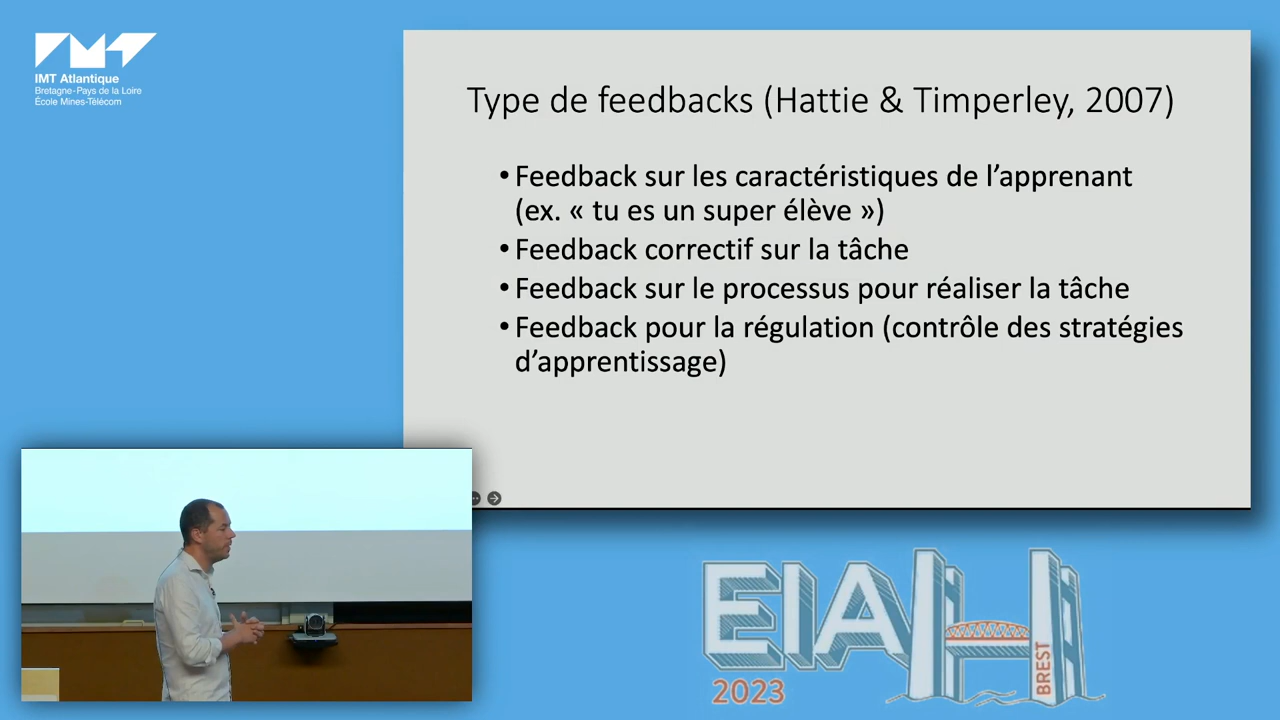 IMT Atlantique
Bretagne-Pays de la Loire
École Mines-Télécom
Type de feedbacks (Hattie & Timperley, 2007)
• Feedback sur les caractéristiques de l’apprenant
(ex. « tu es un super élève »)
• Feedback correctif sur la tâche
• Feedback sur le processus pour réaliser la tâche
• Feedback pour la régulation (contrôle des stratégies
d’apprentissage)
EIAH
2023
BREST